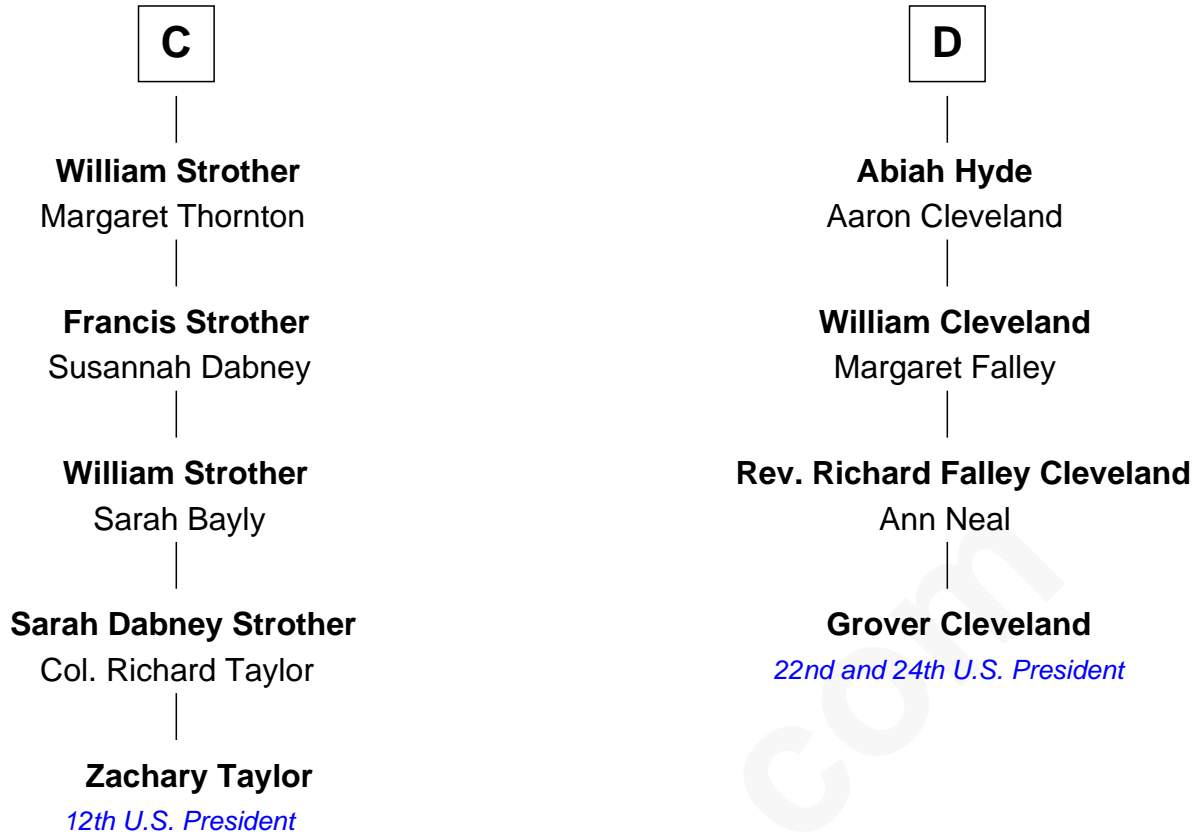 C
William Strother
Margaret Thornton
Francis Strother
Susannah Dabney
William Strother
Sarah Bayly
Sarah Dabney Strother
Col. Richard Taylor
Zachary Taylor
12th U.S. President
D
Abiah Hyde
Aaron Cleveland
William Cleveland
Margaret Falley
Rev. Richard Falley Cleveland
Ann Neal
Grover Cleveland
22nd and 24th U.S. President
com